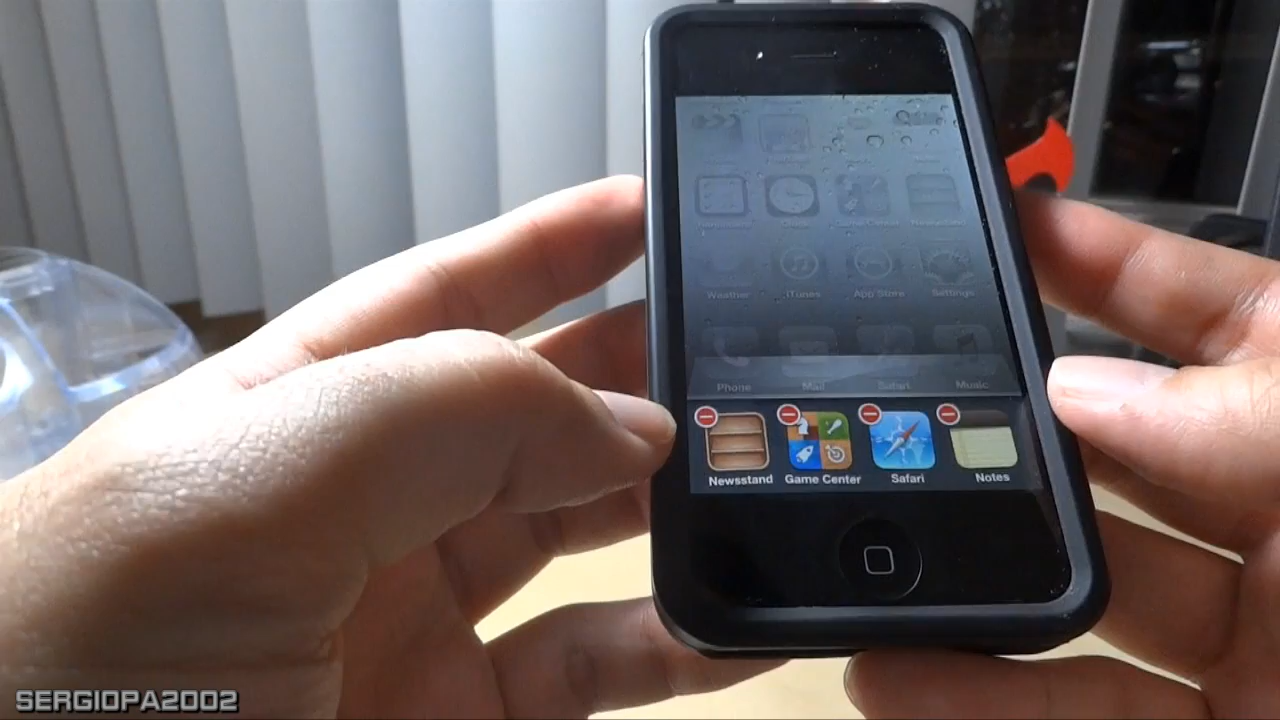 Weather iTunes App Store Settings
Phone Mail Safari Music
Newsstand Game Center Safari Notes
SERGIOPA2002